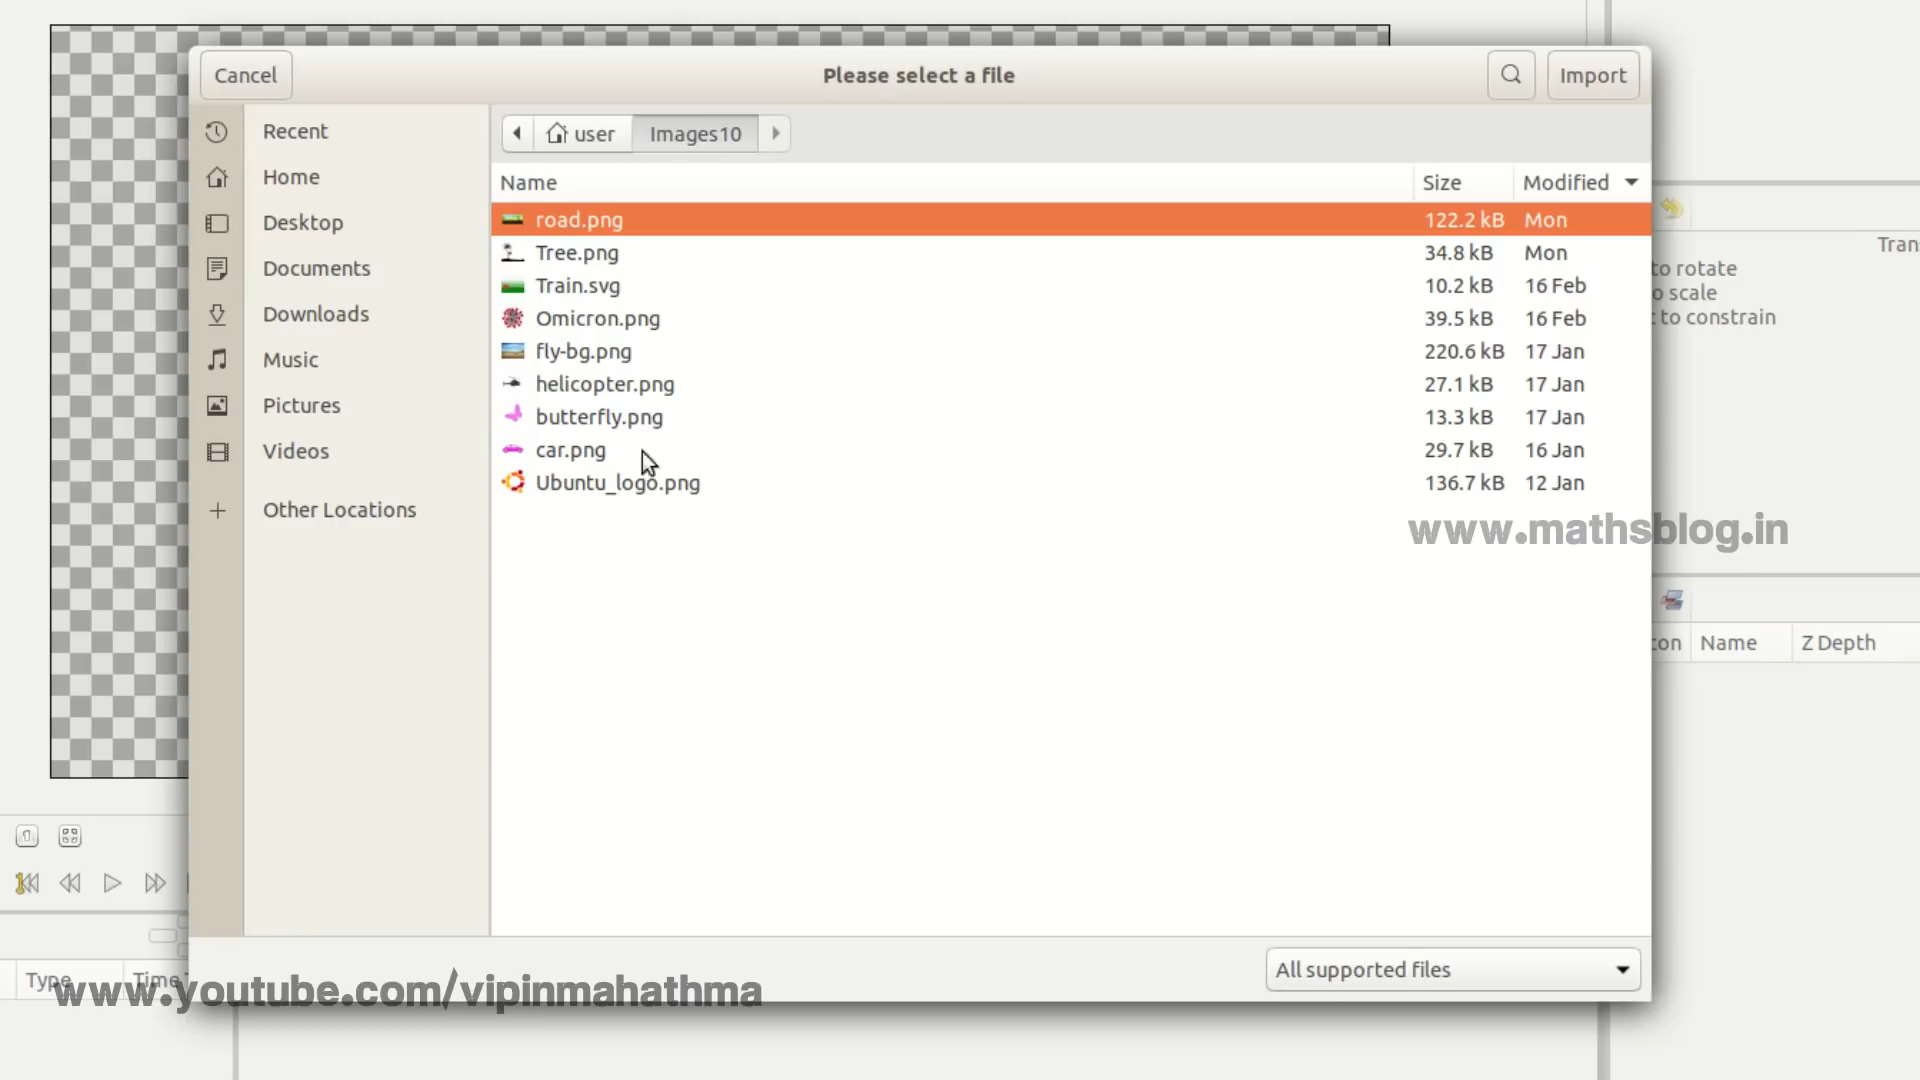 Cancel
Please select a file
Import
Recent
Home
Desktop
Documents
Downloads
Music
Pictures
Videos
Other Locations
user
Images10
Name Size Modified
road.png 122.2 kB Mon
Tree.png 34.8 kB Mon
Train.svg 10.2 kB 16 Feb
Omicron.png 39.5 kB 16 Feb
fly-bg.png 220.6 kB 17 Jan
helicopter.png 27.1 kB 17 Jan
butterfly.png 13.3 kB 17 Jan
car.png 29.7 kB 16 Jan
Ubuntu_logo.png 136.7 kB 12 Jan
All supported files
Tran
to rotate
o scale
t to constrain
www.mathsblog.in
con Name Z Depth
Type Time
www.youtube.com/vipinmahathma